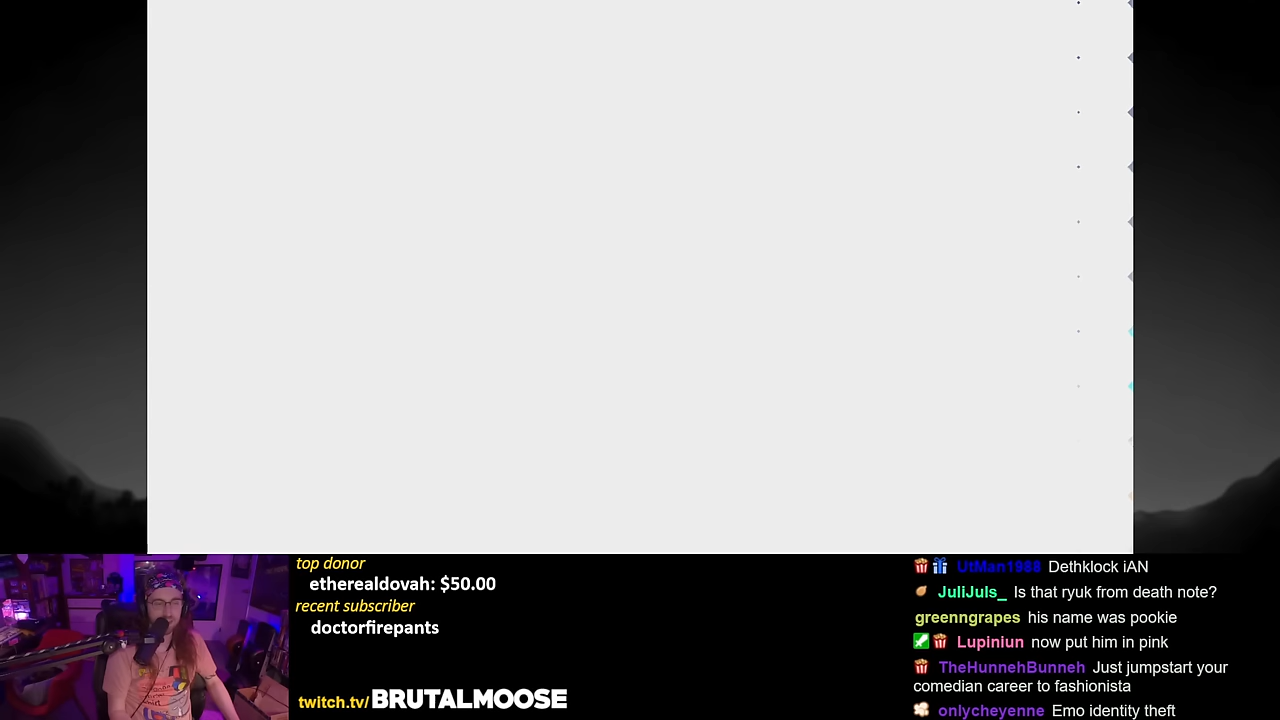 top donor
etherealdovah: $50.00
recent subscriber
doctorfirepants
twitch.tv/BRUTALMOOSE
UtMan1988 Dethklock iAN
JuliJuls_ Is that ryuk from death note?
greenngrapes his name was pookie
Lupiniun now put him in pink
TheHunnehBunneh Just jumpstart your
comedian career to fashionista
onlycheyenne Emo identity theft